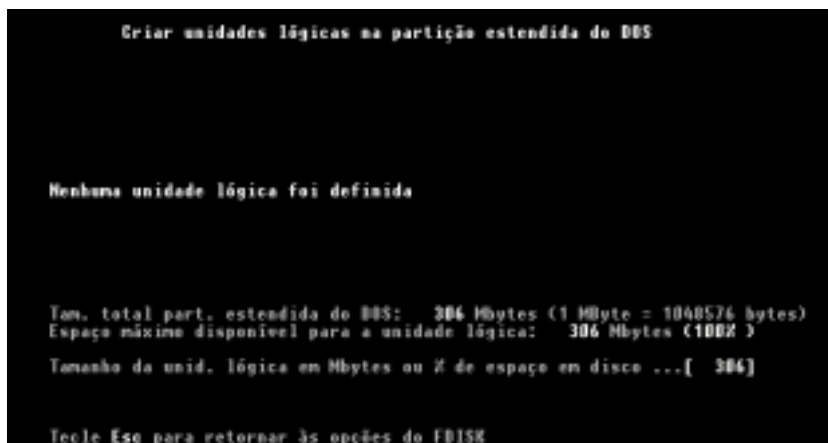 Criar unidades lógicas na partição estendida do DOS
Nenhuma unidade lógica foi definida
Tam. total part. estendida do DOS: 306 Mbytes (1 MByte = 1048576 bytes)
Espaço máximo disponível para a unidade lógica: 306 Mbytes (100% )
Tamanho da unid. lógica em Mbytes ou % de espaço em disco ...[ 306]
Tecle Esc para retornar às opções do FDISK